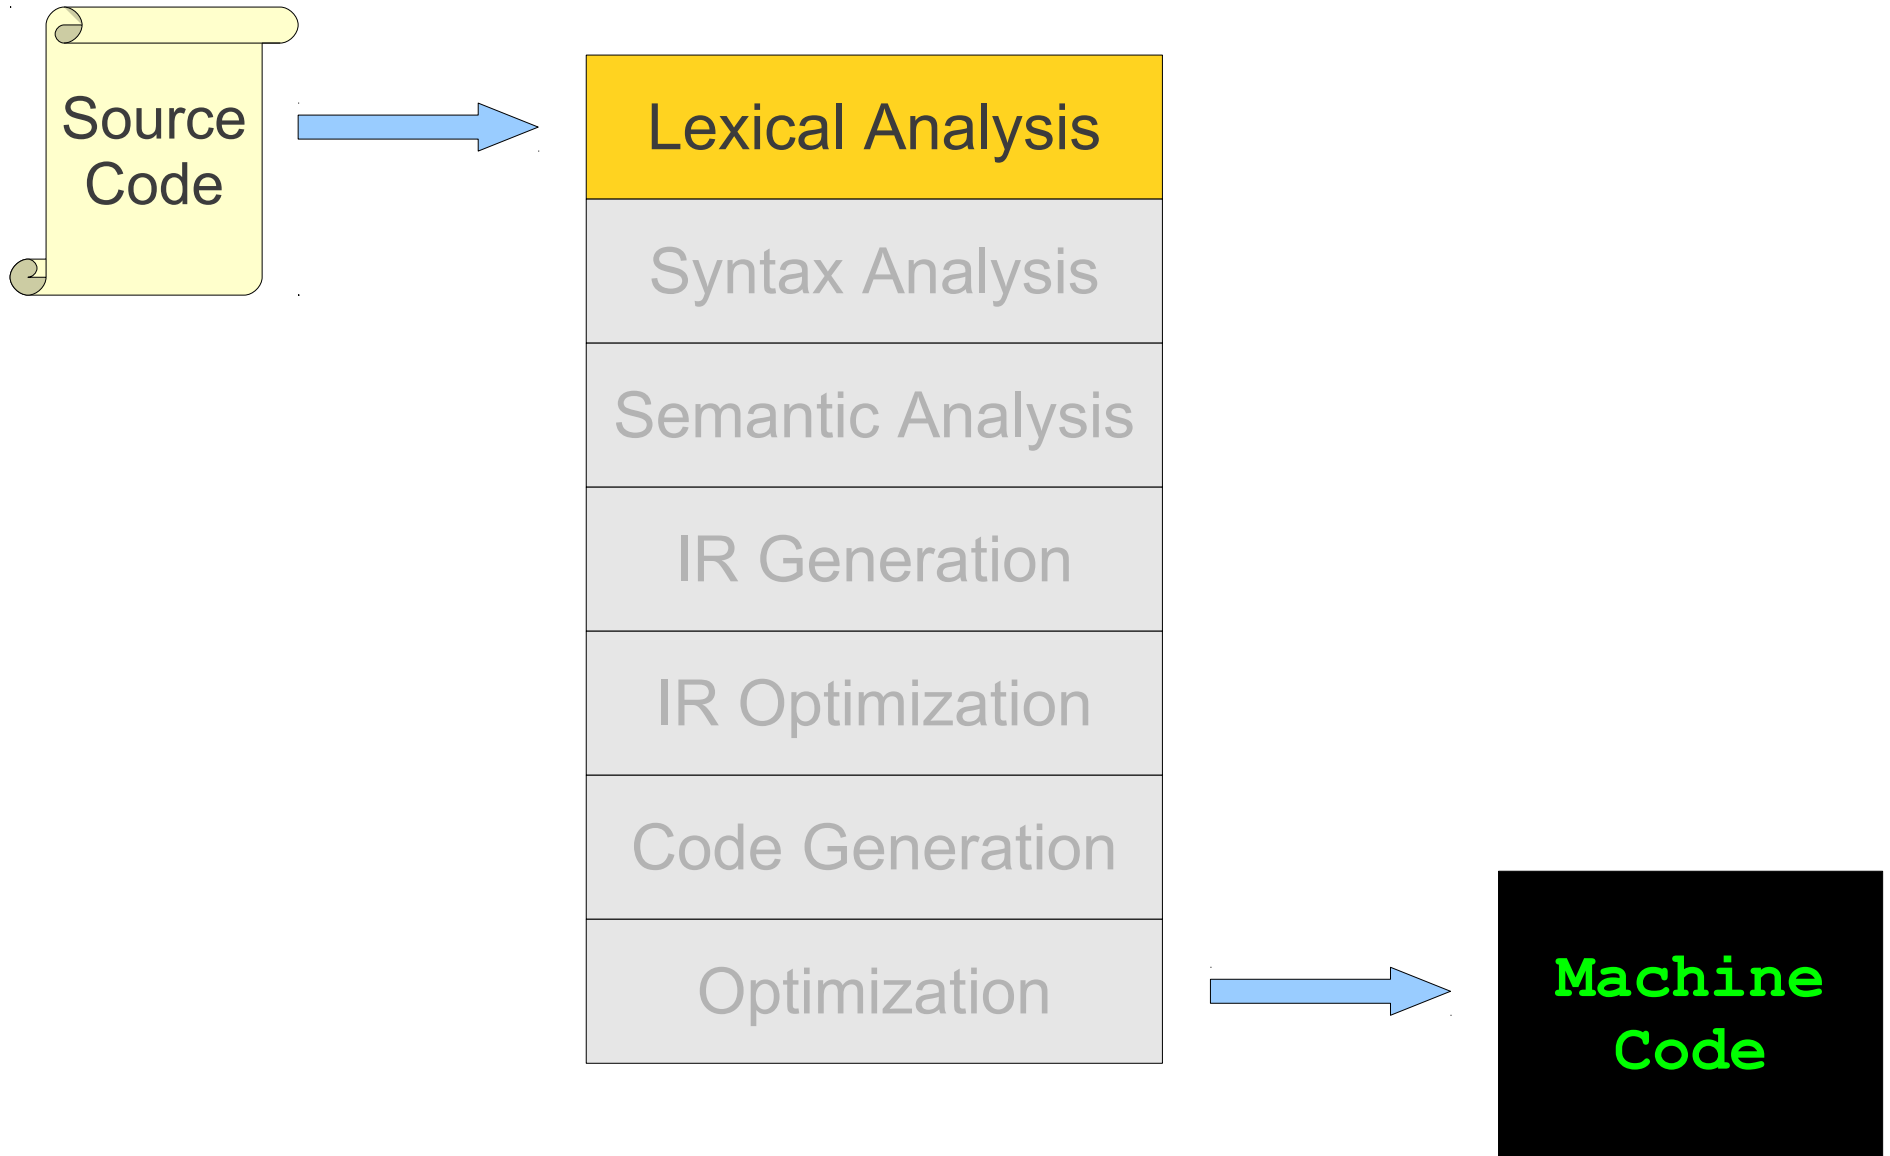 Source
Code
Lexical Analysis
Syntax Analysis
Semantic Analysis
IR Generation
IR Optimization
Code Generation
Optimization
Machine
Code